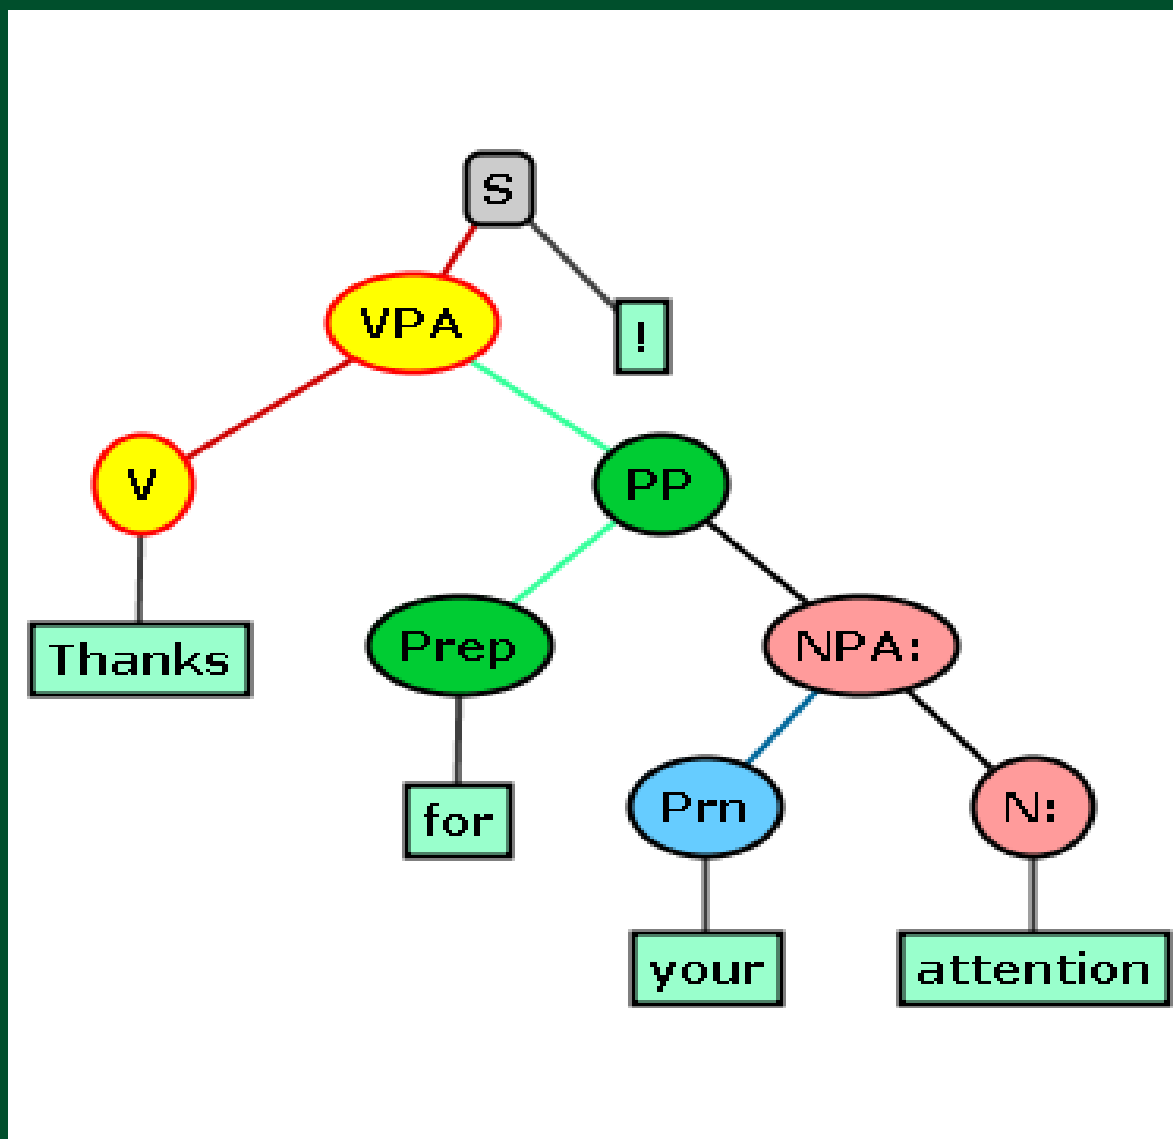 S
VPA
!
V
PP
Thanks
Prep
NPA:
for
Prn
N:
your
attention